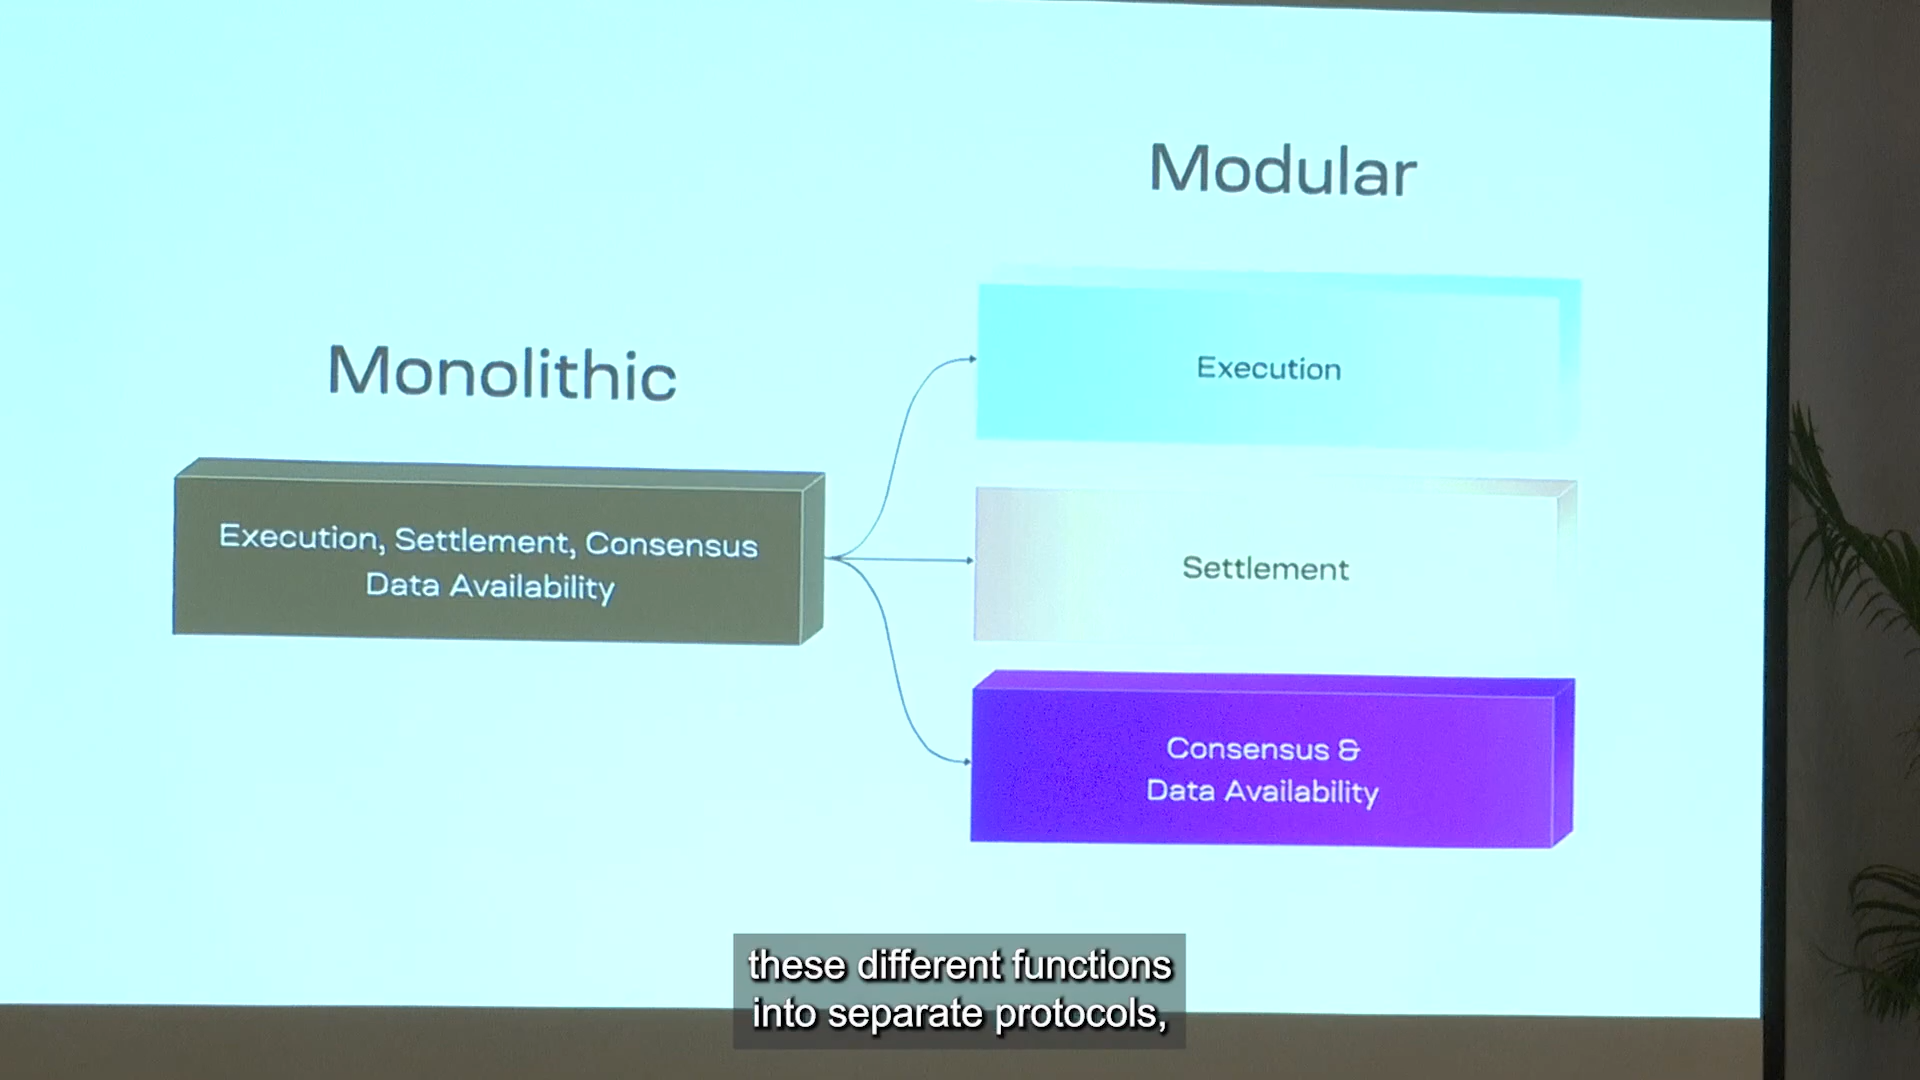 Monolithic
Execution, Settlement, Consensus
Data Availability
Modular
Execution
Settlement
Consensus &
Data Availability
these different functions
into separate protocols,